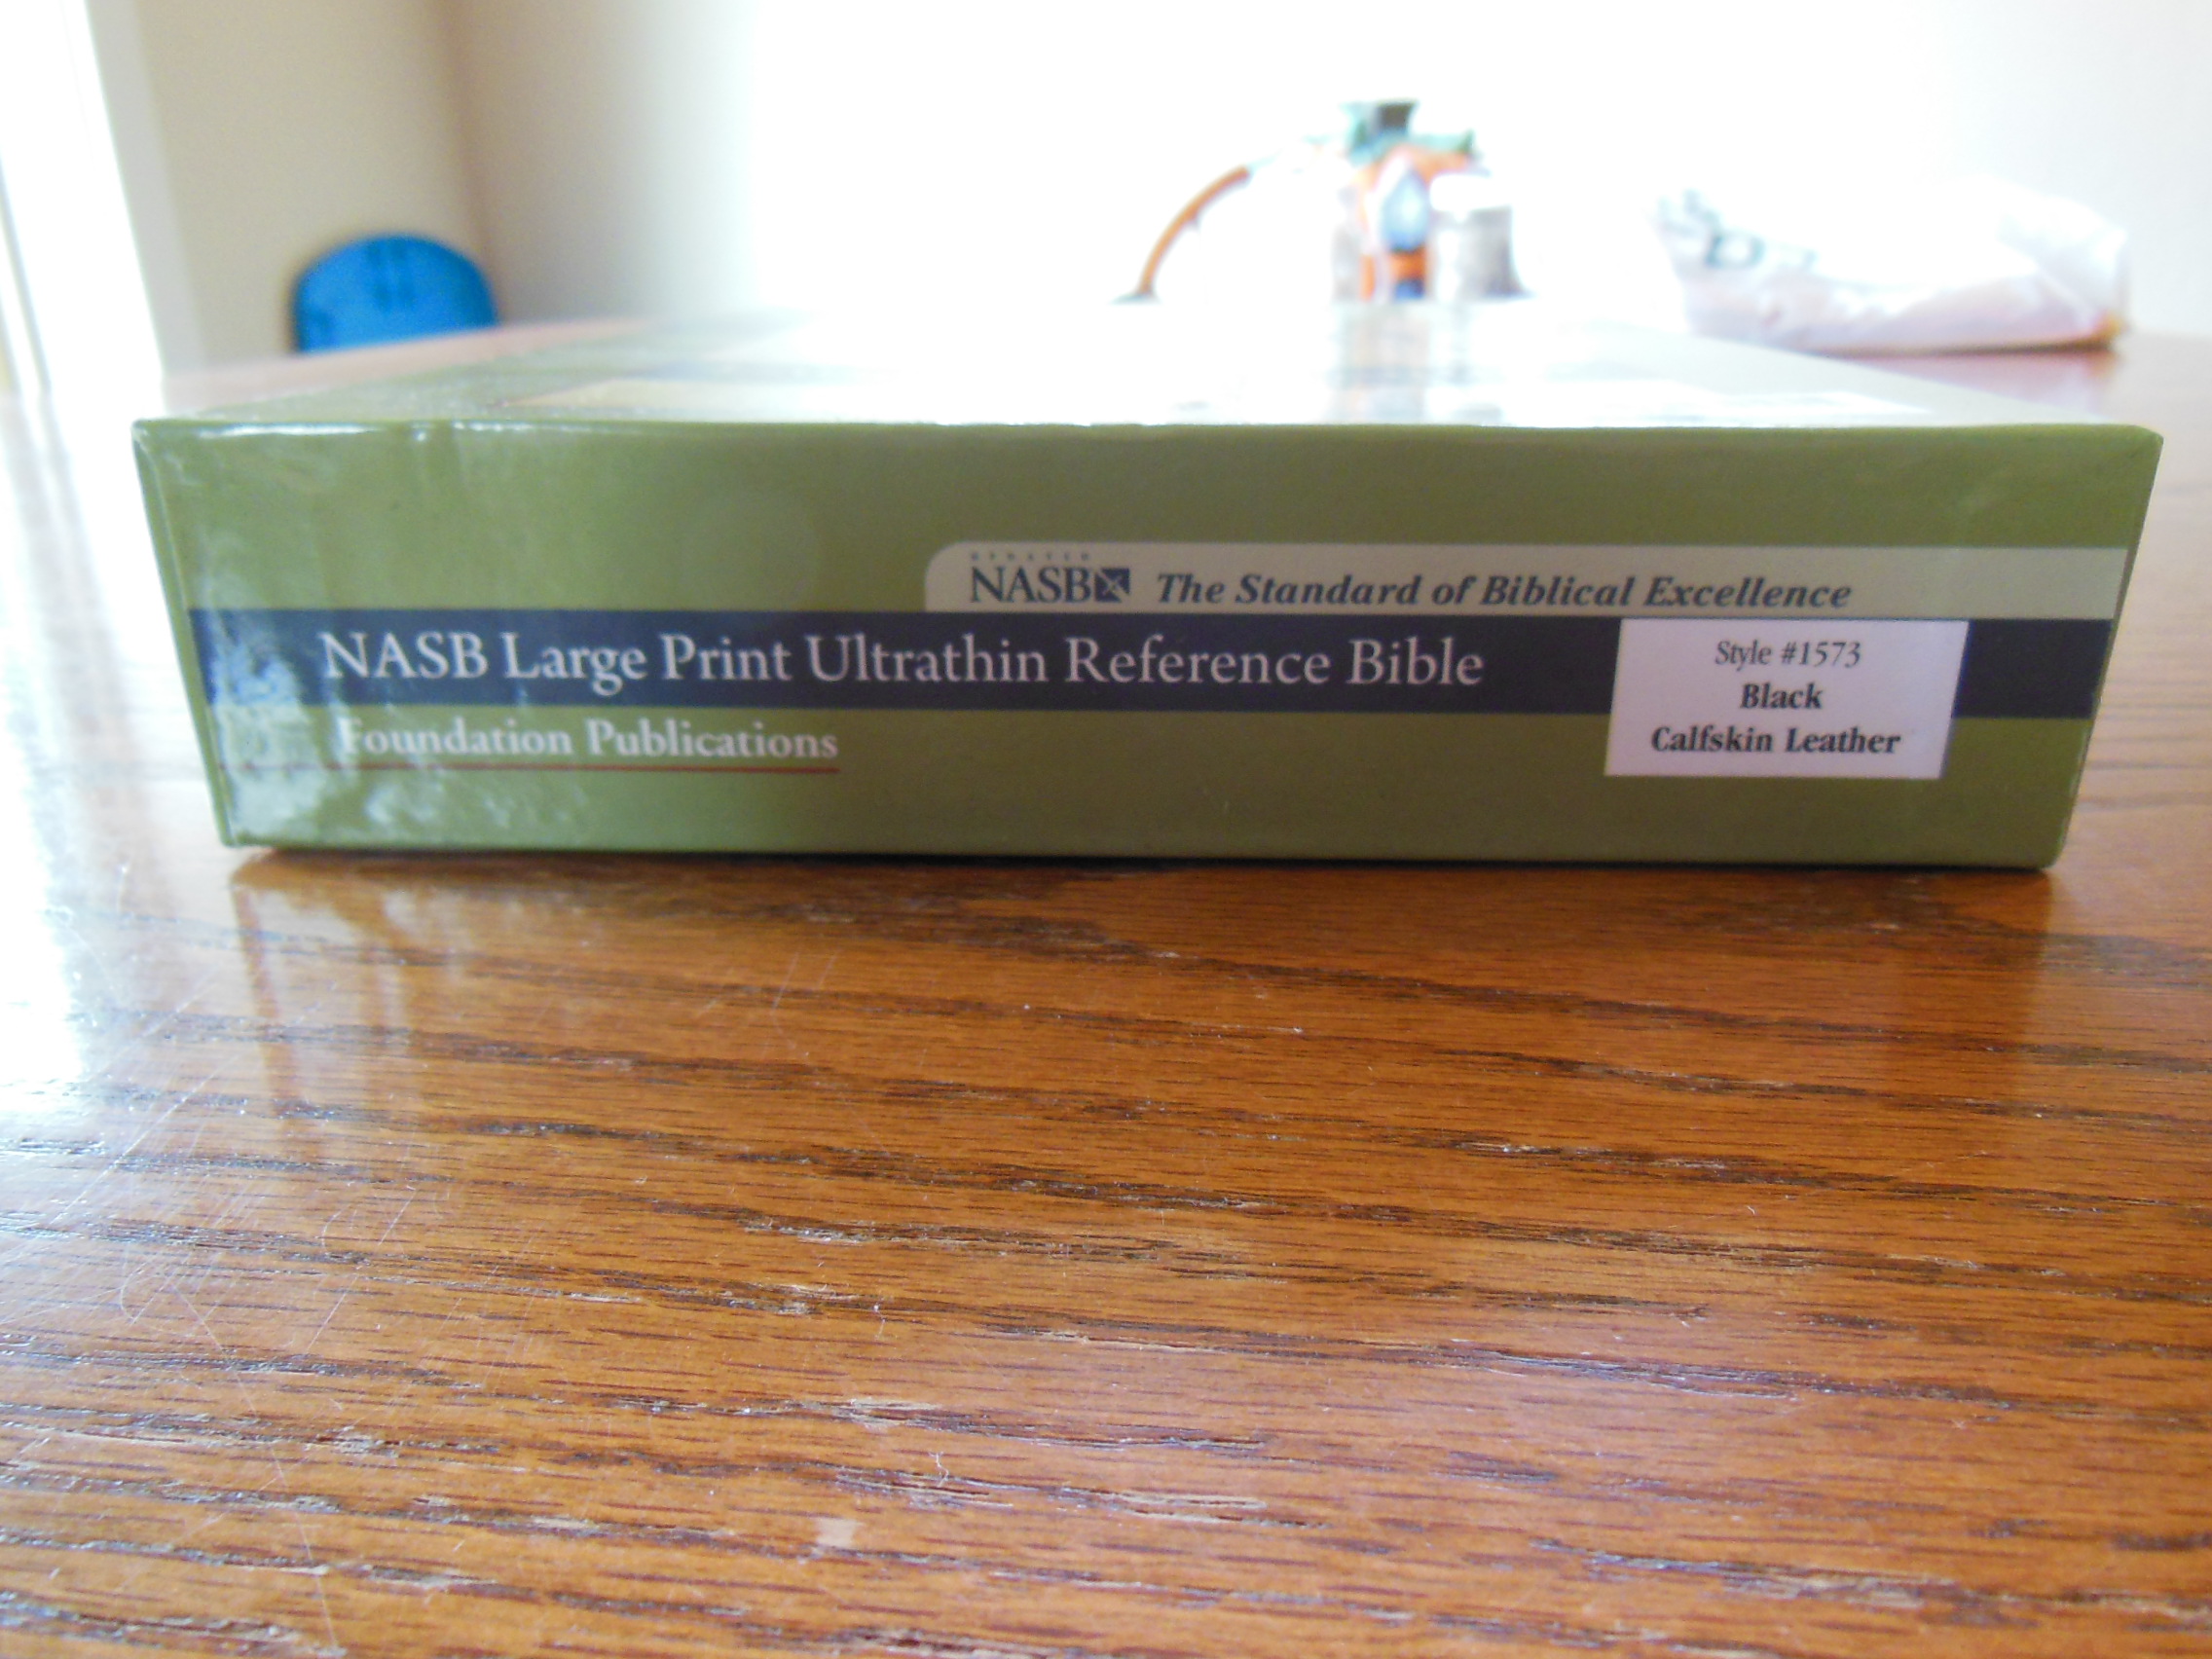 UPDATED
NASB The Standard of Biblical Excellence
NASB Large Print Ultrathin Reference Bible
Foundation Publications
Style #1573
Black
Calfskin Leather